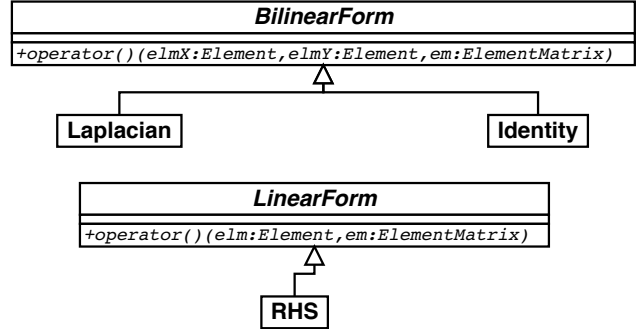 BilinearForm
+operator()(elmX:Element,elmY:Element,em:ElementMatrix)
Laplacian
Identity
LinearForm
+operator()(elm:Element,em:ElementMatrix)
RHS